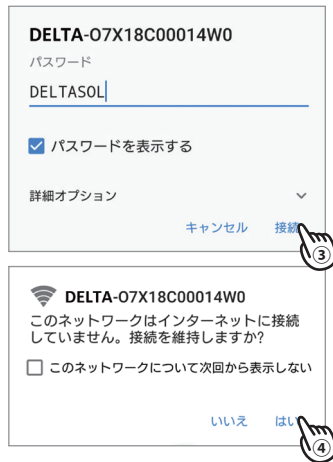 DELTA-O7X18C00014W0
パスワード
DELTASOL
パスワードを表示する
詳細オプション
キャンセル 接続
③
DELTA-O7X18C00014W0
このネットワークはインターネットに接続
していません。接続を維持しますか?
このネットワークについて次回から表示しない
いいえ はい
④